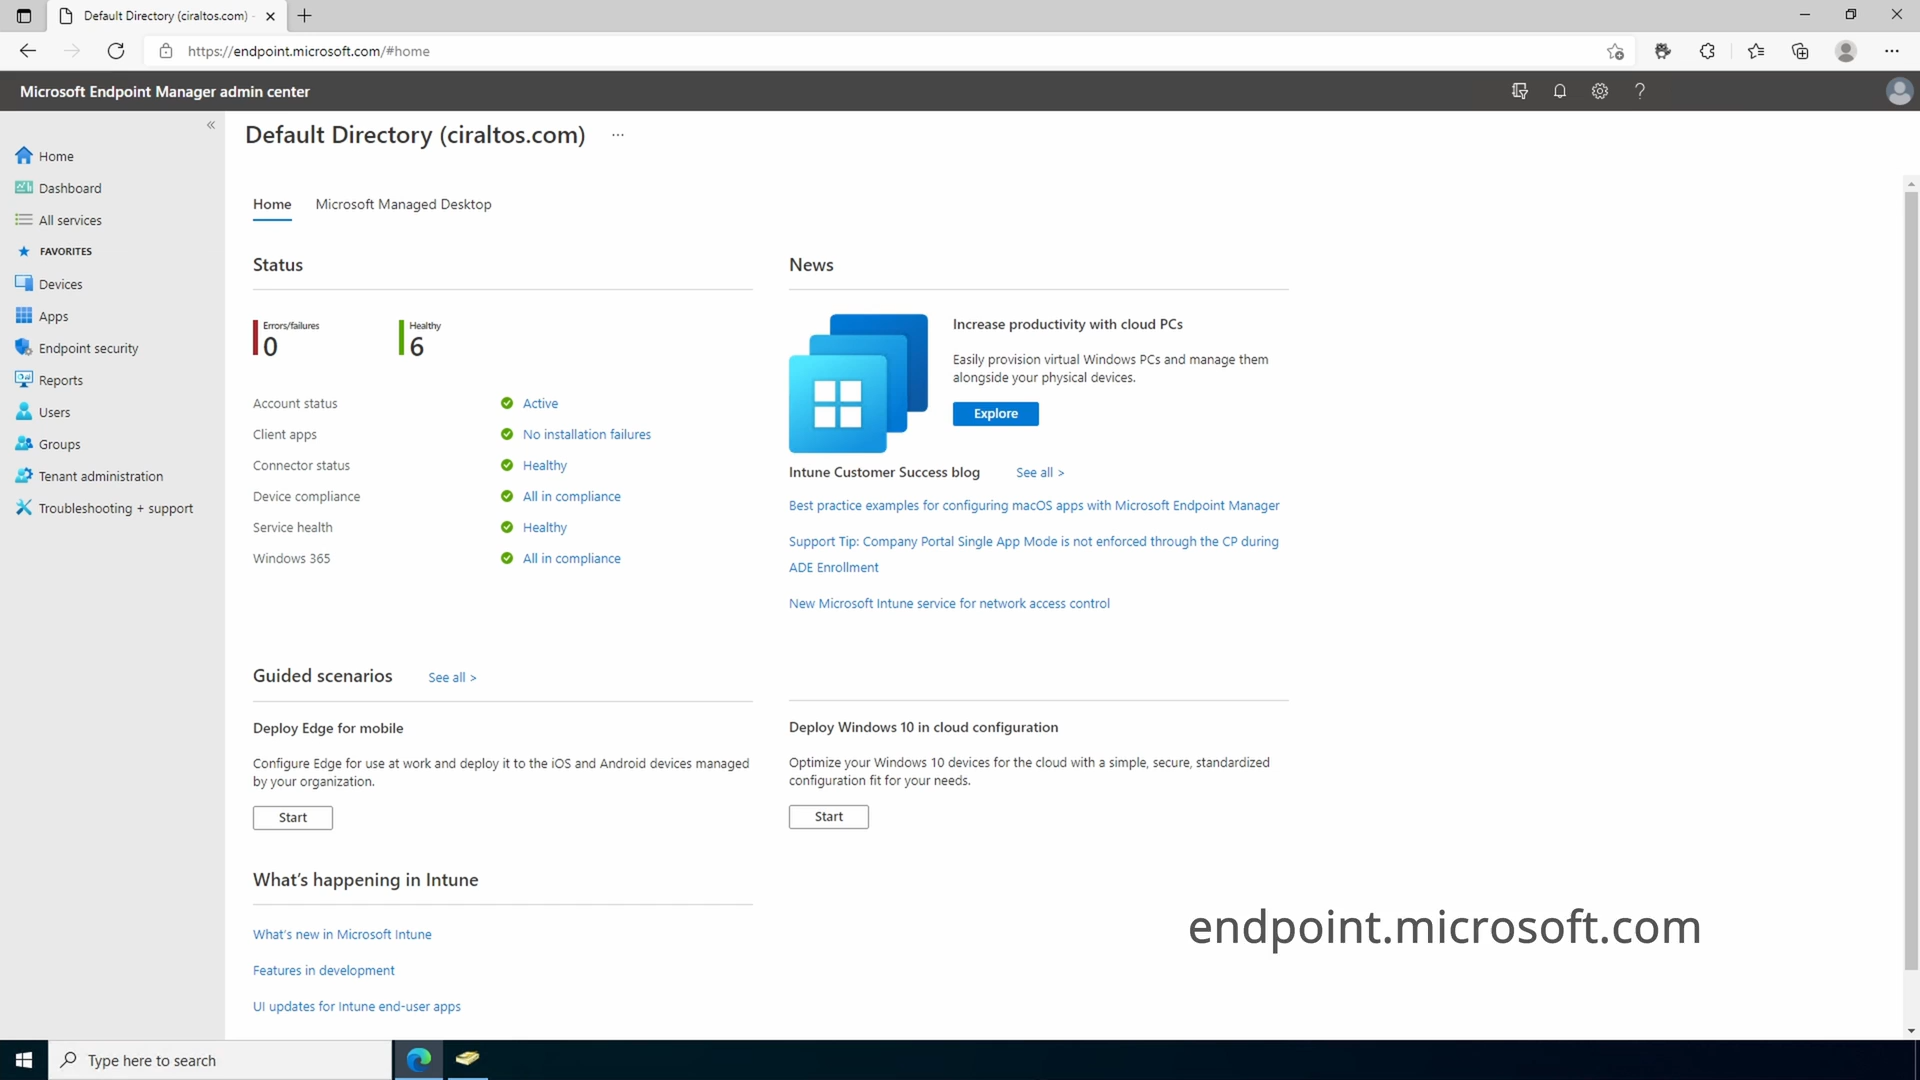 Default Directory (ciraltos.com) -
https://endpoint.microsoft.com/#home
Microsoft Endpoint Manager admin center
Default Directory (ciraltos.com) ...
Home
Dashboard
All services
FAVORITES
Devices
Apps
Endpoint security
Reports
Users
Groups
Tenant administration
Troubleshooting + support
Home Microsoft Managed Desktop
Status
Errors/failures
0
Healthy
6
Account status Active
Client apps No installation failures
Connector status Healthy
Device compliance All in compliance
Service health Healthy
Windows 365 All in compliance
News
Increase productivity with cloud PCs
Easily provision virtual Windows PCs and manage them
alongside your physical devices.
Explore
Intune Customer Success blog See all >
Best practice examples for configuring macOS apps with Microsoft Endpoint Manager
Support Tip: Company Portal Single App Mode is not enforced through the CP during
ADE Enrollment
New Microsoft Intune service for network access control
Guided scenarios See all >
Deploy Edge for mobile
Configure Edge for use at work and deploy it to the iOS and Android devices managed
by your organization.
Start
Deploy Windows 10 in cloud configuration
Optimize your Windows 10 devices for the cloud with a simple, secure, standardized
configuration fit for your needs.
Start
What's happening in Intune
What's new in Microsoft Intune
Features in development
UI updates for Intune end-user apps
endpoint.microsoft.com
Type here to search